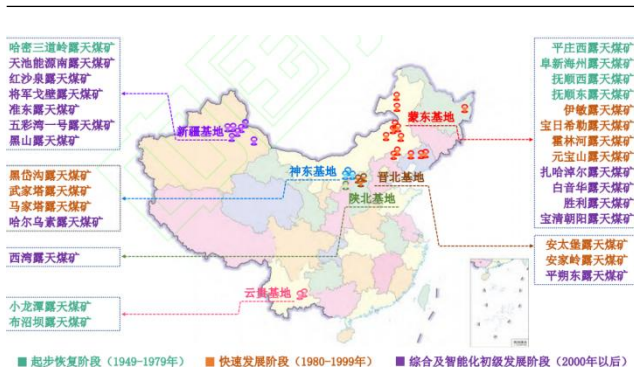 哈密三道岭露天煤矿
天池能源南露天煤矿
红沙泉露天煤矿
将军戈壁露天煤矿
准东露天煤矿
五彩湾一号露天煤矿
黑山露天煤矿
黑岱沟露天煤矿
武家塔露天煤矿
马家塔露天煤矿
哈尔乌素露天煤矿
西湾露天煤矿
小龙潭露天煤矿
布沼坝露天煤矿
新疆基地
蒙东基地
神东基地
晋北基地
陕北基地
云贵基地
平庄西露天煤矿
阜新海州露天煤矿
抚顺西露天煤矿
抚顺东露天煤矿
伊敏露天煤矿
宝日希勒露天煤矿
霍林河露天煤矿
元宝山露天煤矿
扎哈淖尔露天煤矿
白音华露天煤矿
胜利露天煤矿
宝清朝阳露天煤矿
安太堡露天煤矿
安家岭露天煤矿
平朔东露天煤矿
起步恢复阶段（1949-1979年）
快速发展阶段（1980-1999年）
综合及智能化初级发展阶段（2000年以后）